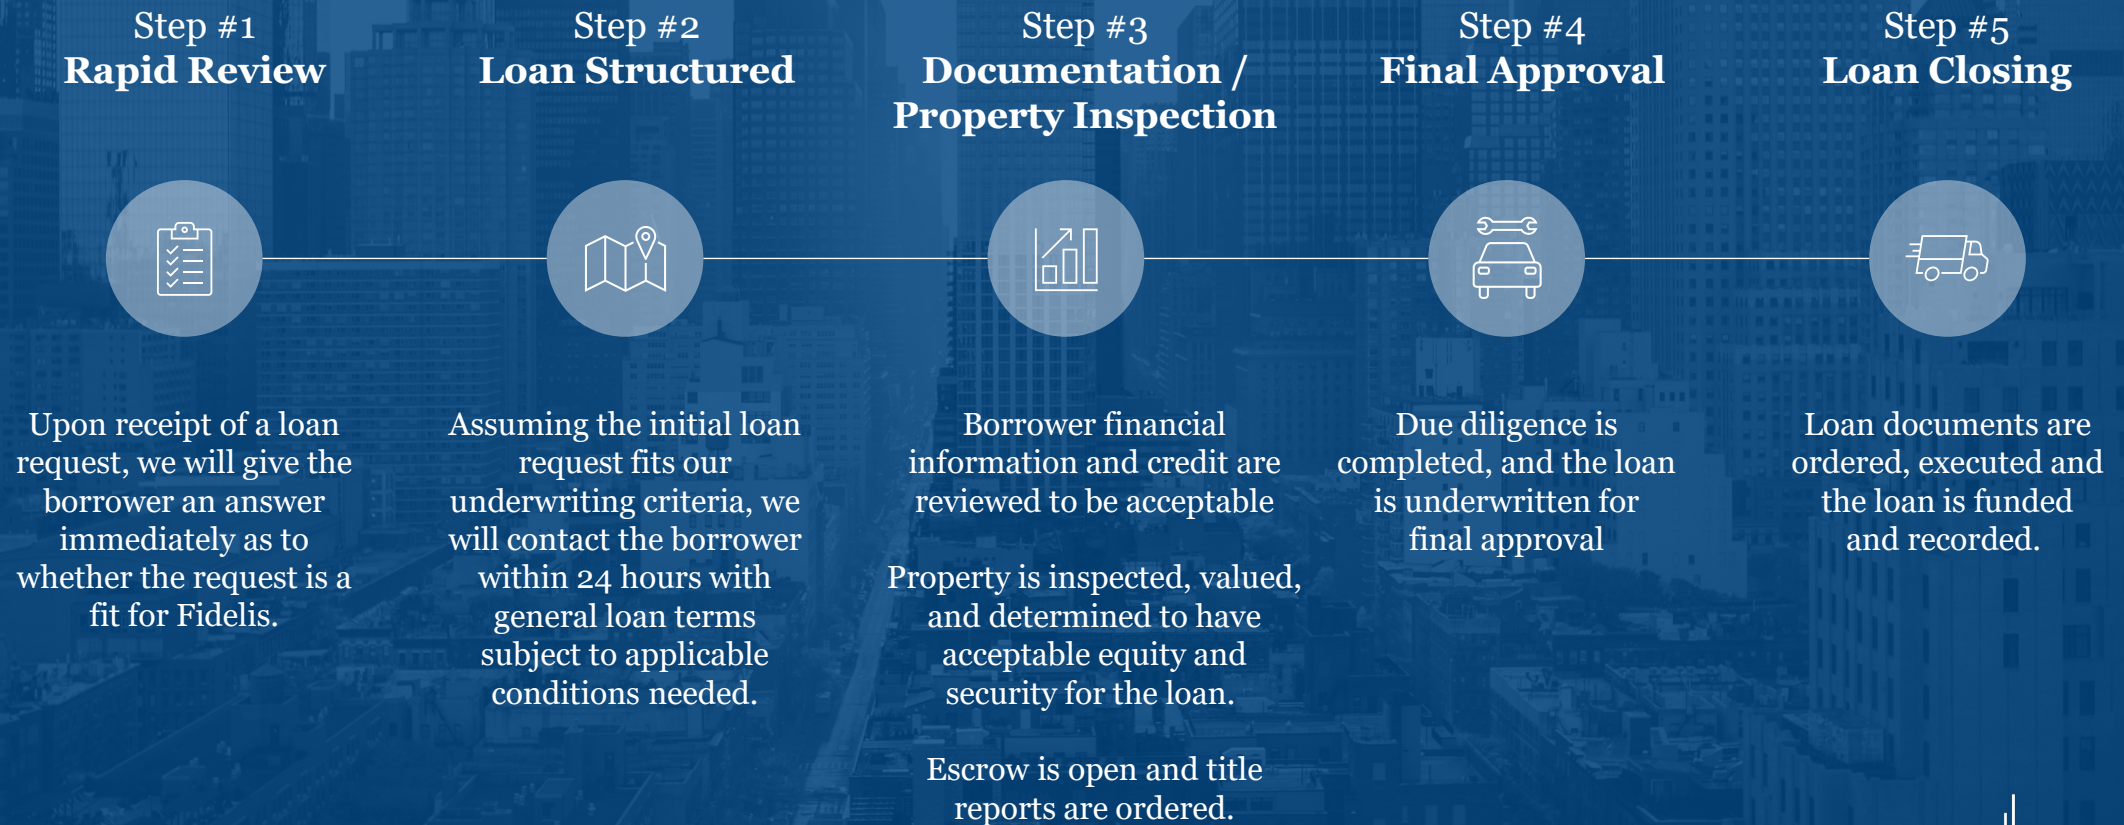 Step #1
Rapid Review
Upon receipt of a loan
request, we will give the
borrower an answer
immediately as to
whether the request is a
fit for Fidelis.
Step #2
Loan Structured
Assuming the initial loan
request fits our
underwriting criteria, we
will contact the borrower
within 24 hours with
general loan terms
subject to applicable
conditions needed.
Step #3
Documentation /
Property Inspection
Borrower financial
information and credit are
reviewed to be acceptable
Property is inspected, valued,
and determined to have
acceptable equity and
security for the loan.
Escrow is open and title
reports are ordered.
Step #4
Final Approval
Due diligence is
completed, and the loan
is underwritten for
final approval
Step #5
Loan Closing
Loan documents are
ordered, executed and
the loan is funded
and recorded.